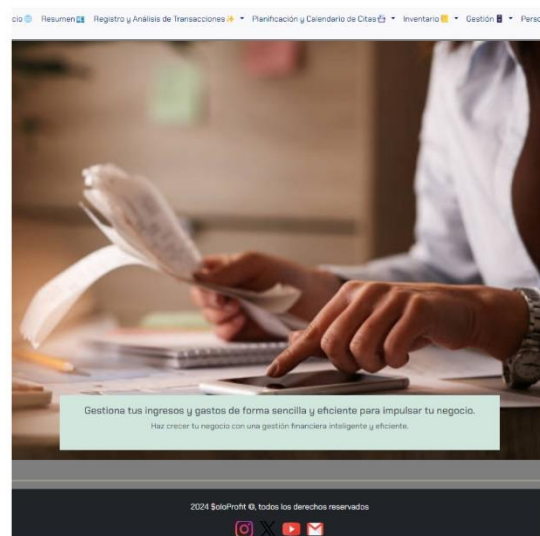 cio Resumen Registro y Análisis de Transacciones Planificación y Calendario de Citas Inventario Gestión Perso
Gestiona tus ingresos y gastos de forma sencilla y eficiente para impulsar tu negocio.
Haz crecer tu negocio con una gestión financiera inteligente y eficiente.
2024 $oloProfit ©, todos los derechos reservados